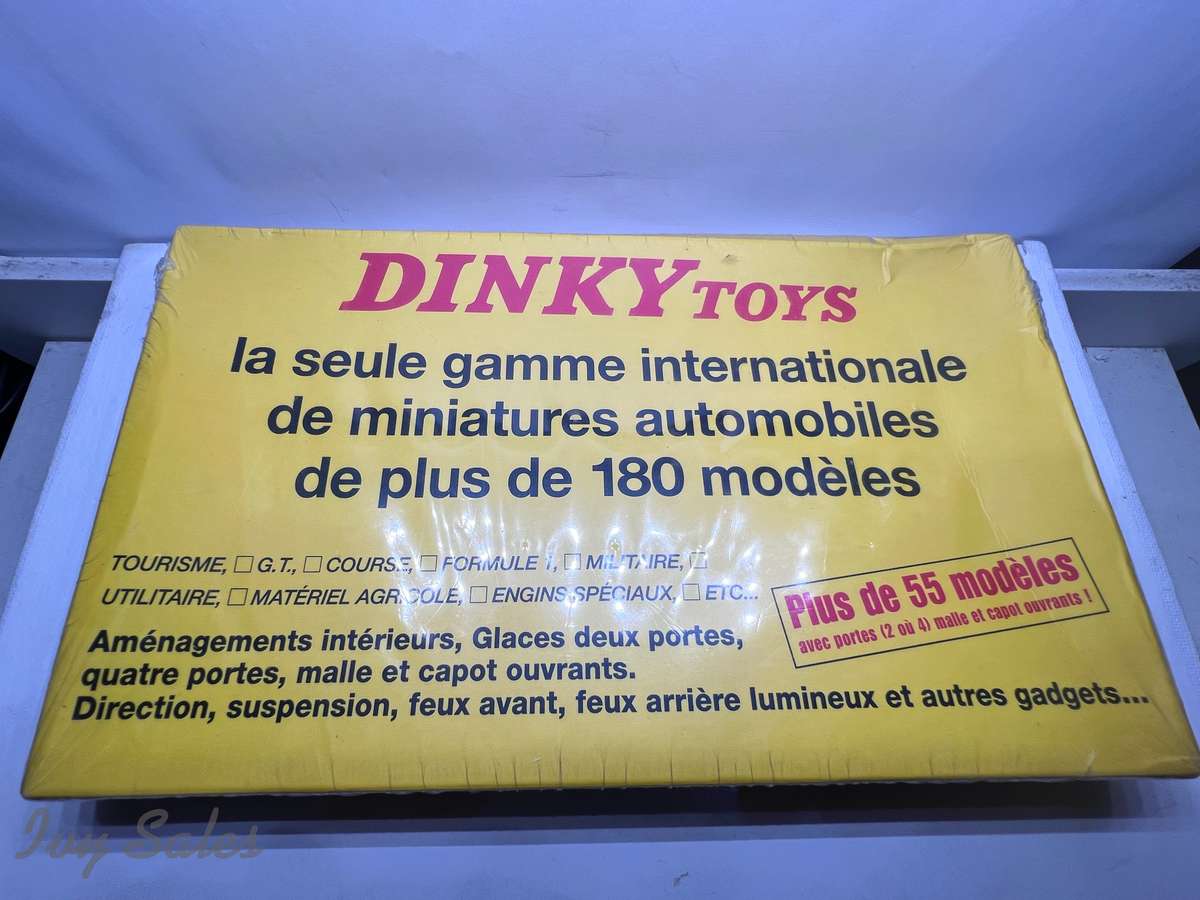 DINKY TOYS
la seule gamme internationale
de miniatures automobiles
de plus de 180 modèles
TOURISME, □ G.T., □ COURSE, □ FORMULE 1, □ MILITAIRE, □
UTILITAIRE, □ MATÉRIEL AGRICOLE, □ ENGINS SPÉCIAUX, □ ETC...
Plus de 55 modèles
avec portes (2 où 4) malle et capot ouvrants !
Aménagements intérieurs, Glaces deux portes,
quatre portes, malle et capot ouvrants.
Direction, suspension, feux avant, feux arrière lumineux et autres gadgets...
Ivy Sales